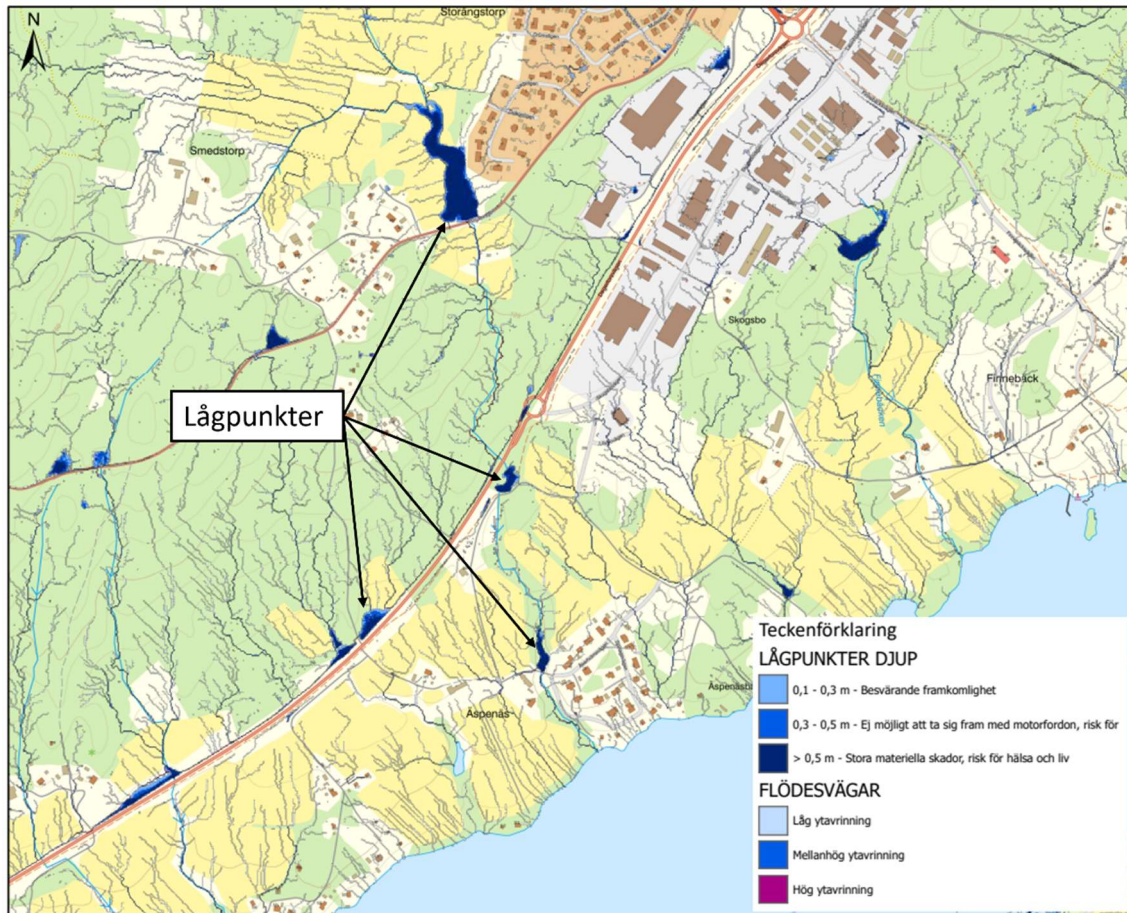 N
Storängstorp
Smedstorp
Skogsbo
Finnebäck
Lågpunkter
Äspenäs
Teckenförklaring
LÅGPUNKTER DJUP
0,1 - 0,3 m - Besvärande framkomlighet
0,3 - 0,5 m - Ej möjligt att ta sig fram med motorfordon, risk för
> 0,5 m - Stora materiella skador, risk för hälsa och liv
FLÖDESVÄGAR
Låg ytavrinning
Mellanhög ytavrinning
Hög ytavrinning